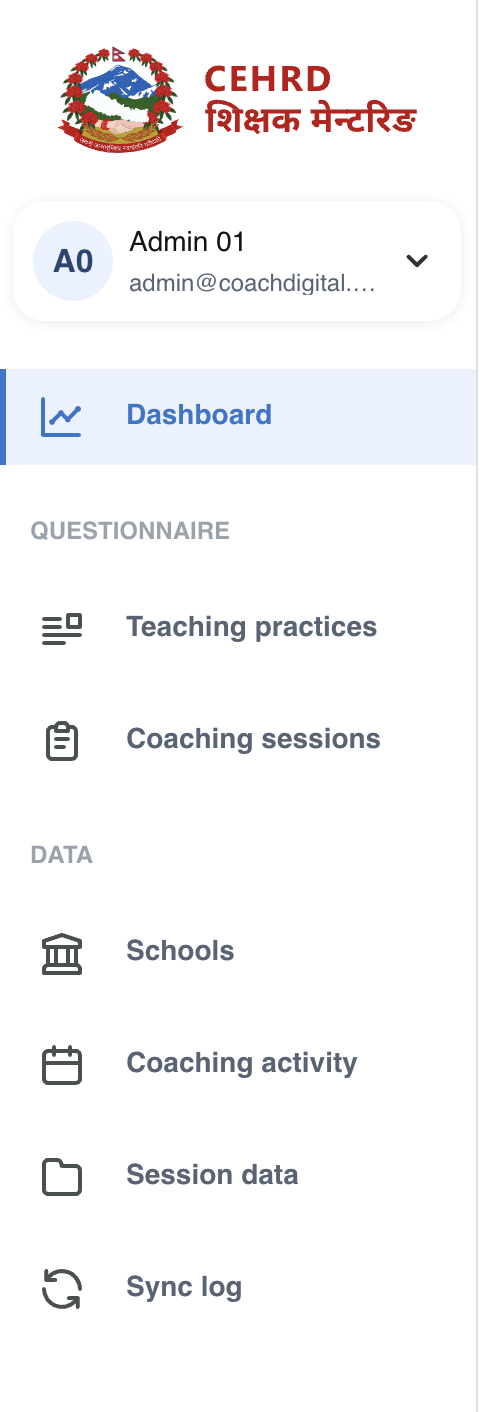 CEHRD
शिक्षक मेन्टरिङ
A0
Admin 01
admin@coachdigital....
Dashboard
QUESTIONNAIRE
Teaching practices
Coaching sessions
DATA
Schools
Coaching activity
Session data
Sync log